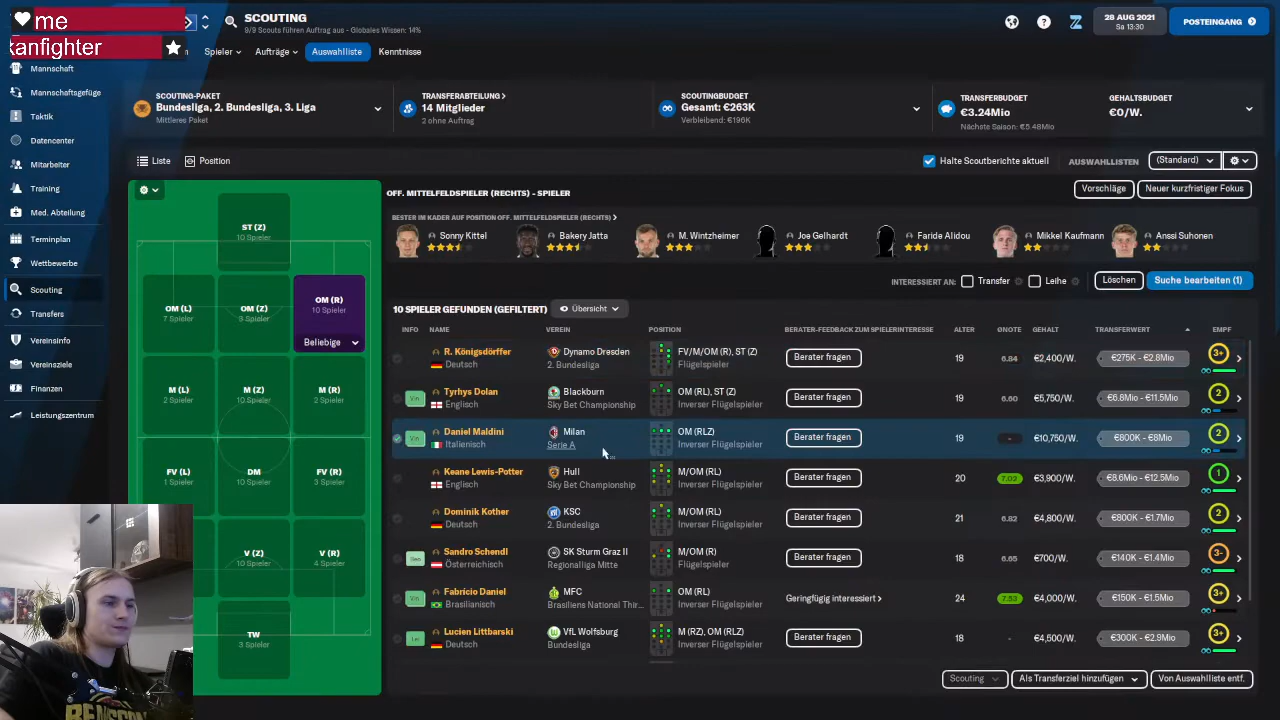 me
kanfighter
SCOUTING
9/9 Scouts führen Auftrag aus - Globales Wissen: 14%
28 AUG 2021
Sa 13:30
POSTEINGANG
Spieler
Aufträge
Auswahlliste
Kenntnisse
Mannschaft
Mannschaftsgefüge
Taktik
Datencenter
Mitarbeiter
Training
Med. Abteilung
Terminplan
Wettbewerbe
Scouting
Transfers
Vereinsinfo
Vereinsziele
Finanzen
Leistungszentrum
SCOUTING-PAKET
Bundesliga, 2. Bundesliga, 3. Liga
Mittleres Paket
TRANSFERABTEILUNG
14 Mitglieder
2 ohne Auftrag
SCOUTINGBUDGET
Gesamt: €263K
Verbleibend: €196K
TRANSFERBUDGET
€3.24Mio
Nächste Saison: €5.48Mio
GEHALTSBUDGET
€0/W.
Liste
Position
Halte Scoutberichte aktuell
AUSWAHLLISTEN
(Standard)
ST (Z)
10 Spieler
OM (L)
7 Spieler
OM (Z)
3 Spieler
OM (R)
10 Spieler
Beliebige
M (L)
2 Spieler
M (Z)
10 Spieler
M (R)
2 Spieler
FV (L)
1 Spieler
DM
10 Spieler
FV (R)
3 Spieler
V (Z)
10 Spieler
V (R)
4 Spieler
TW
3 Spieler
OFF. MITTELFELDSPIELER (RECHTS) - SPIELER
Vorschläge
Neuer kurzfristiger Fokus
BESTER IM KADER AUF POSITION OFF. MITTELFELDSPIELER (RECHTS)
Sonny Kittel
Bakery Jatta
M. Wintzheimer
Joe Gelhardt
Faride Alidou
Mikkel Kaufmann
Anssi Suhonen
INTERESSIERT AN:
Transfer
Leihe
Löschen
Suche bearbeiten (1)
10 SPIELER GEFUNDEN (GEFILTERT)
Übersicht
INFO NAME VEREIN POSITION BERATER-FEEDBACK ZUM SPIELERINTERESSE ALTER ØNOTE GEHALT TRANSFERWERT EMPF
R. Königsdörffer Dynamo Dresden FV/M/OM (R), ST (Z) Berater fragen 19 6.84 €2,400/W. €275K - €2.8Mio 3+
Deutsch 2. Bundesliga Flügelspieler
Tyrhys Dolan Blackburn OM (RL), ST (Z) Berater fragen 19 6.60 €5,750/W. €6.8Mio - €11.5Mio 2
Englisch Sky Bet Championship Inverser Flügelspieler
Daniel Maldini Milan OM (RLZ) Berater fragen 19 - €10,750/W. €800K - €8Mio 2
Italienisch Serie A Inverser Flügelspieler
Keane Lewis-Potter Hull M/OM (RL) Berater fragen 20 7.02 €3,900/W. €8.6Mio - €12.5Mio 1
Englisch Sky Bet Championship Inverser Flügelspieler
Dominik Kother KSC M/OM (RL) Berater fragen 21 6.82 €4,800/W. €800K - €1.7Mio 2
Deutsch 2. Bundesliga Inverser Flügelspieler
Sandro Schendl SK Sturm Graz II M/OM (R) Berater fragen 18 6.65 €700/W. €140K - €1.4Mio 3-
Österreichisch Regionalliga Mitte Flügelspieler
Fabrício Daniel MFC OM (RL) Geringfügig interessiert 24 7.53 €4,000/W. €150K - €1.5Mio 3+
Brasilianisch Brasiliens National Thir... Inverser Flügelspieler
Lucien Littbarski VfL Wolfsburg M (RZ), OM (RLZ) Berater fragen 18 - €4,500/W. €300K - €2.9Mio 3+
Deutsch Bundesliga Inverser Flügelspieler
Scouting
Als Transferziel hinzufügen
Von Auswahlliste entf.